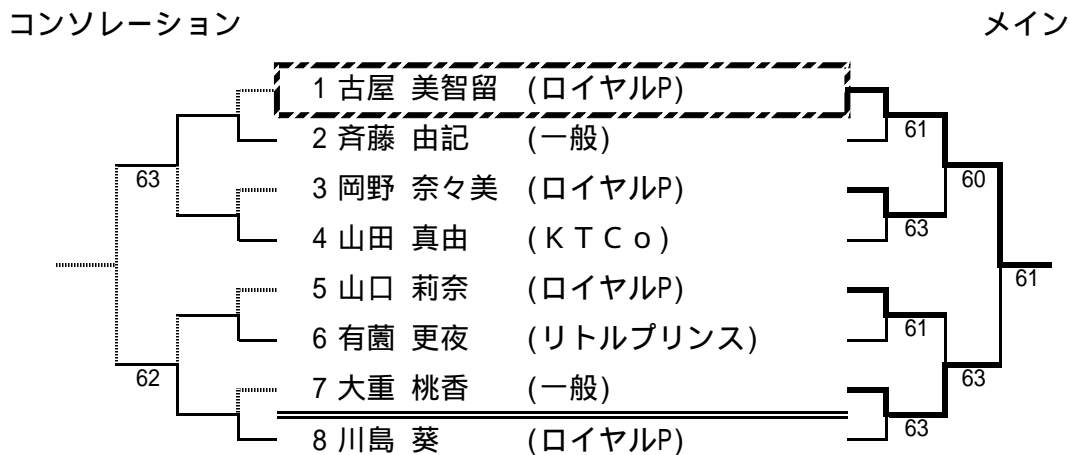 コンソレーション メイン
1 古屋 美智留 (ロイヤルP)
61
2 斉藤 由記 (一般)
63 60
3 岡野 奈々美 (ロイヤルP)
63
4 山田 真由 (ＫＴＣｏ)
61
5 山口 莉奈 (ロイヤルP)
61
6 有薗 更夜 (リトルプリンス)
62 63
7 大重 桃香 (一般)
63
8 川島 葵 (ロイヤルP)